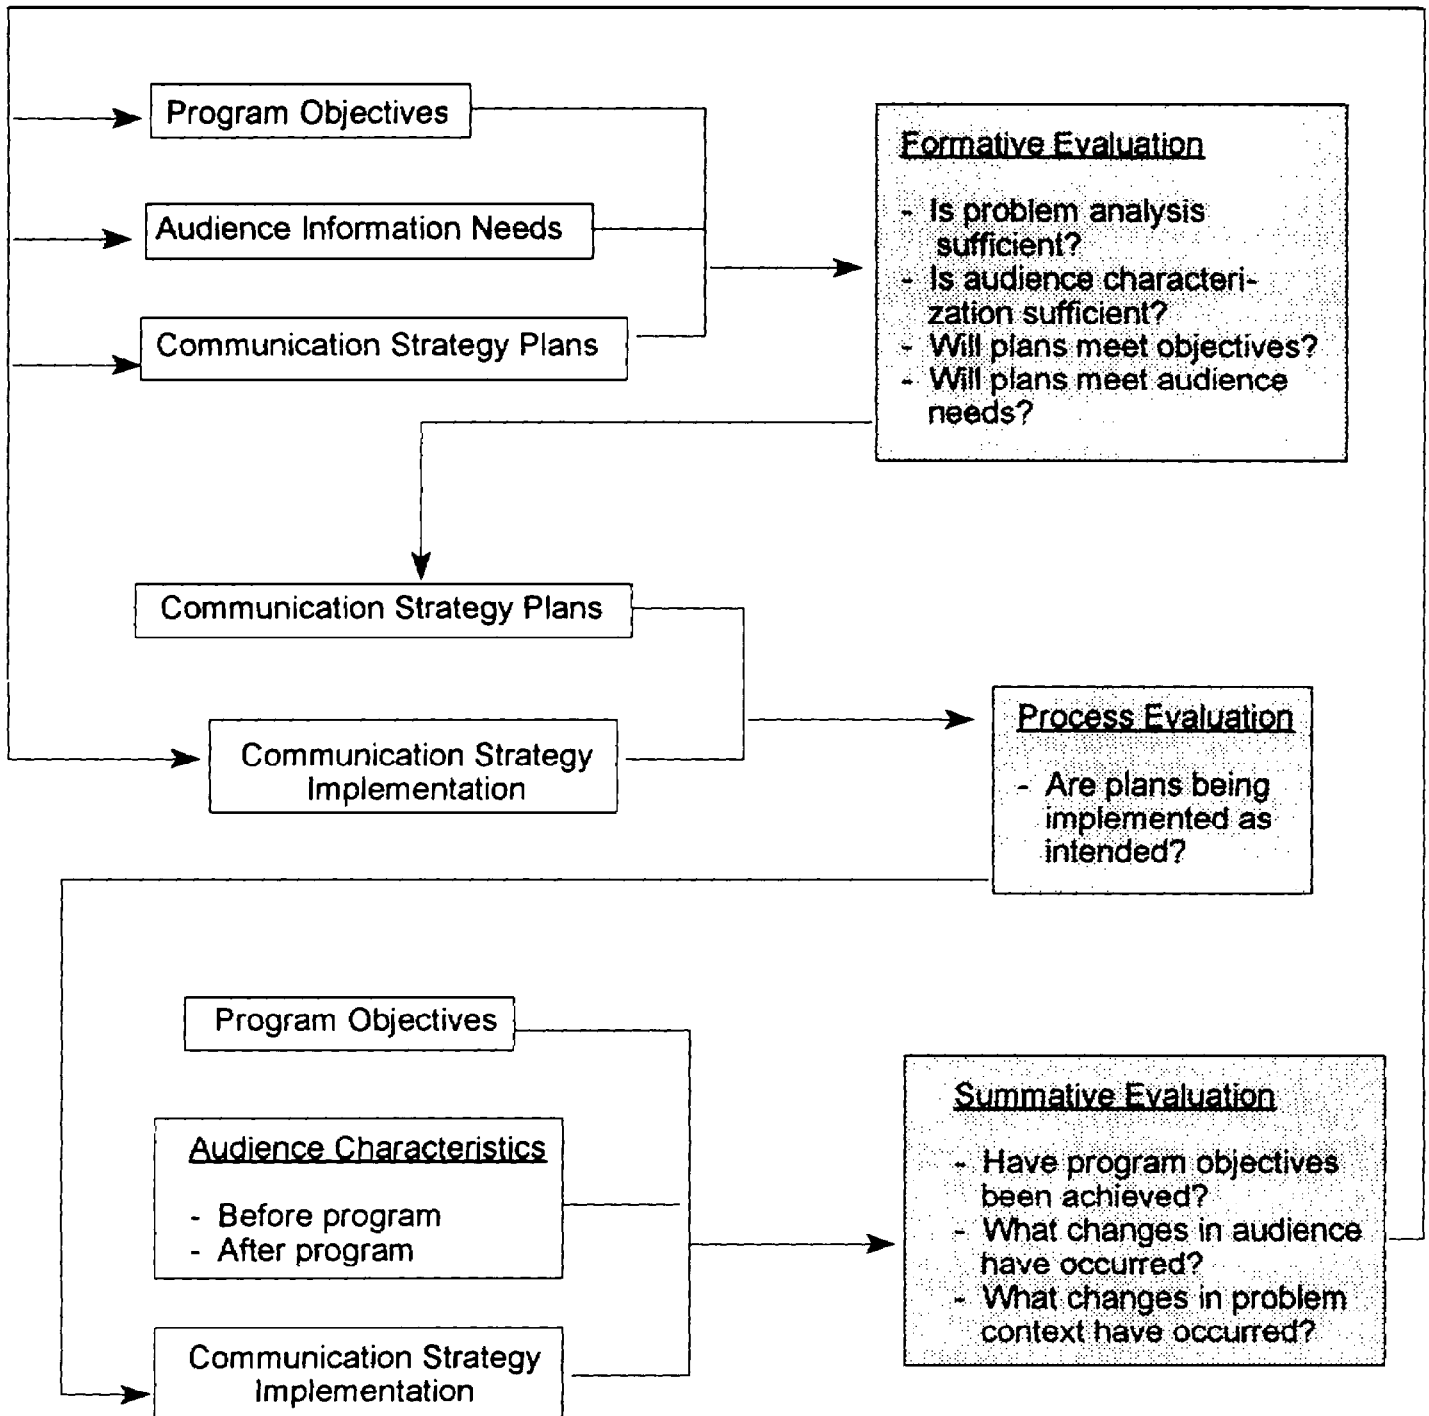 Program Objectives
Audience Information Needs
Communication Strategy Plans
Formative Evaluation
- Is problem analysis
sufficient?
- Is audience characteri-
zation sufficient?
- Will plans meet objectives?
- Will plans meet audience
needs?
Communication Strategy Plans
Communication Strategy
Implementation
Process Evaluation
- Are plans being
implemented as
intended?
Program Objectives
Audience Characteristics
- Before program
- After program
Communication Strategy
Implementation
Summative Evaluation
- Have program objectives
been achieved?
- What changes in audience
have occurred?
- What changes in problem
context have occurred?